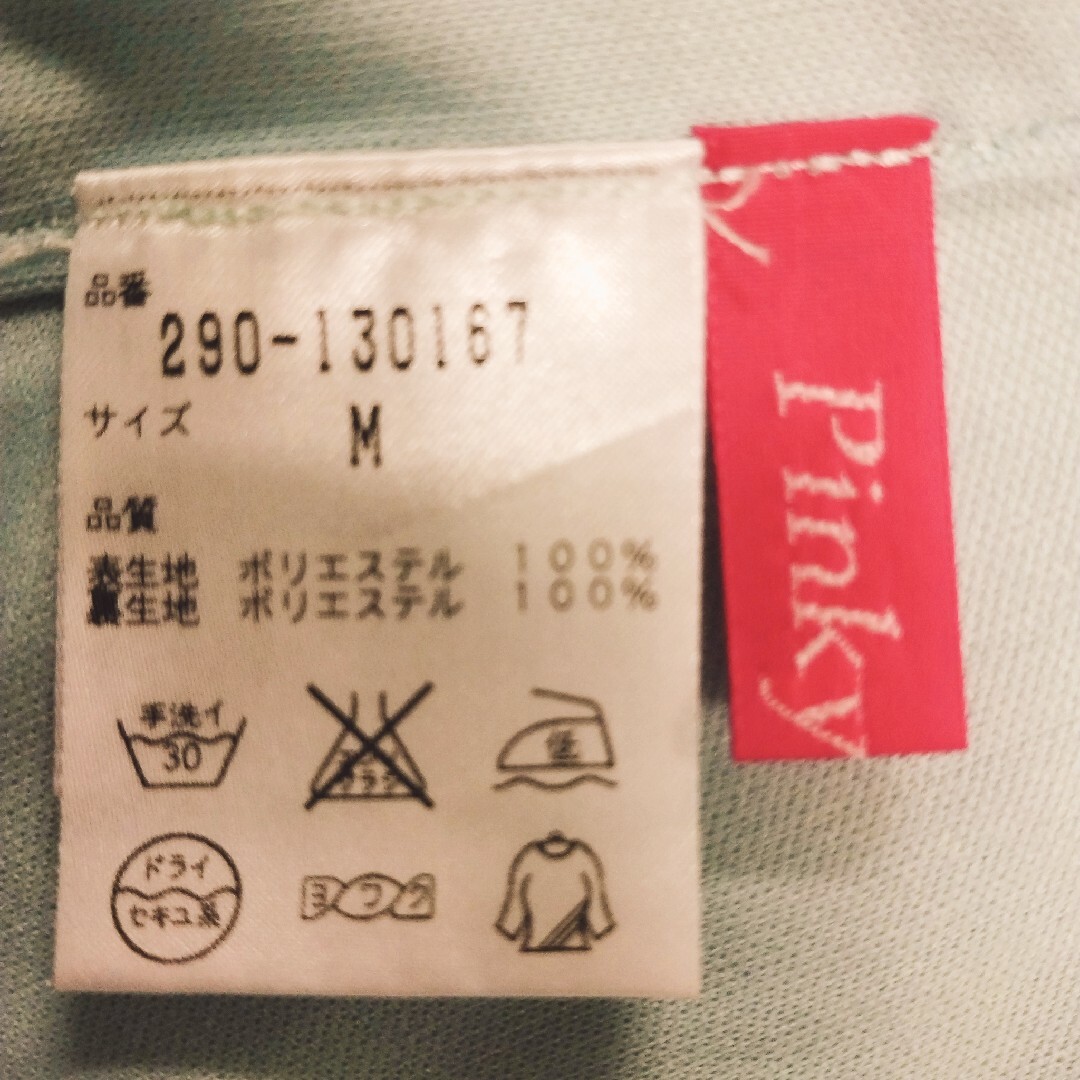 品番
290-130167
サイズ
M
品質
表生地 ポリエステル 100%
裏生地 ポリエステル 100%
手洗イ
30
低
ドライ
セキユ系
ヨワク
Pinky